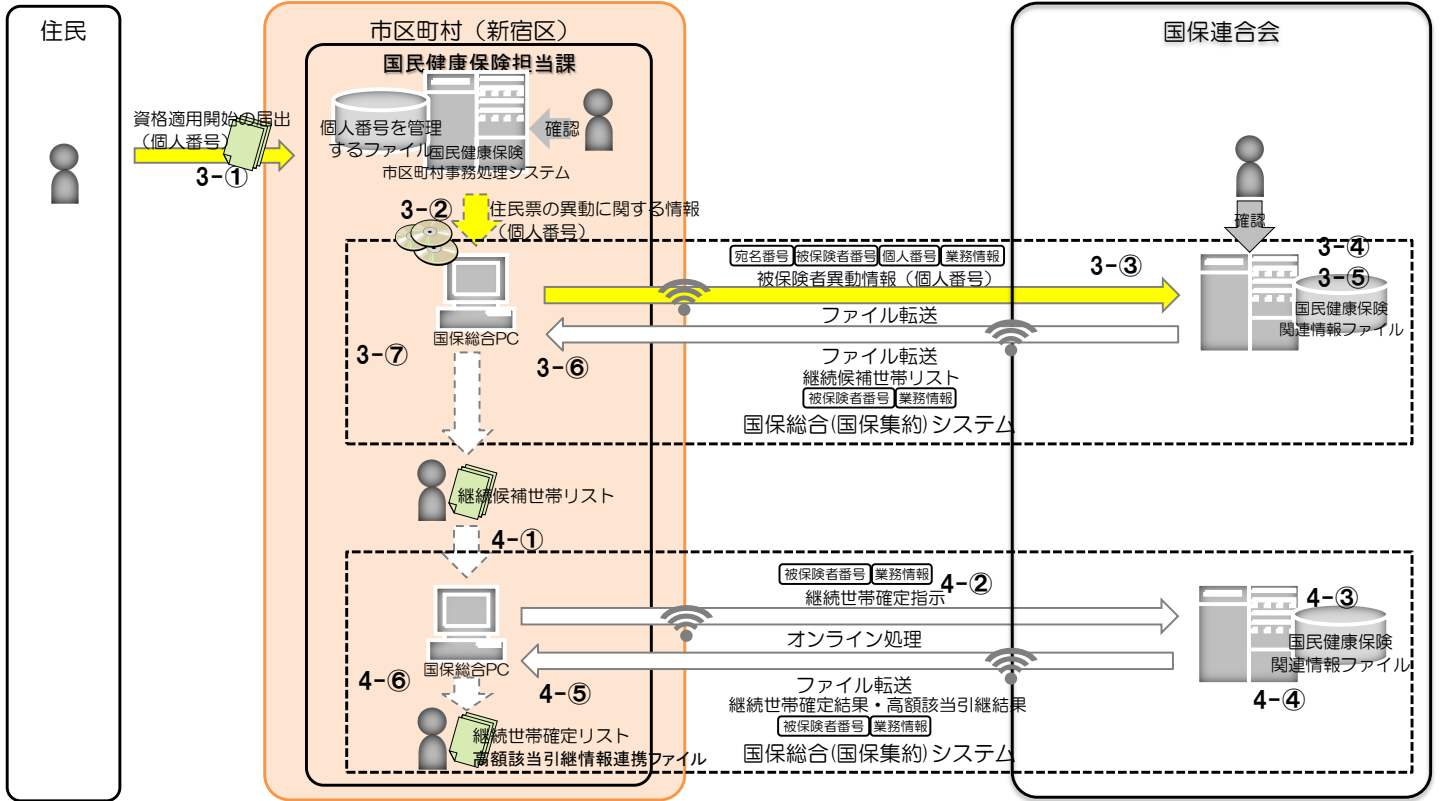 住民
市区町村（新宿区）
国保連合会
国民健康保険担当課
資格適用開始の届出
（個人番号）
3-①
個人番号を管理
するファイル
国民健康保険
市区町村事務処理システム
確認
3-②
住民票の異動に関する情報
（個人番号）
確認
宛名番号 被保険者番号 個人番号 業務情報
被保険者異動情報（個人番号）
3-③
3-④
3-⑤
国民健康保険
関連情報ファイル
ファイル転送
国保総合PC
3-⑦
3-⑥
ファイル転送
継続候補世帯リスト
被保険者番号 業務情報
国保総合(国保集約)システム
継続候補世帯リスト
4-①
被保険者番号 業務情報
4-②
継続世帯確定指示
4-③
国民健康保険
関連情報ファイル
オンライン処理
国保総合PC
4-⑥
4-⑤
ファイル転送
4-④
継続世帯確定結果・高額該当引継結果
被保険者番号 業務情報
国保総合(国保集約)システム
継続世帯確定リスト
高額該当引継情報連携ファイル